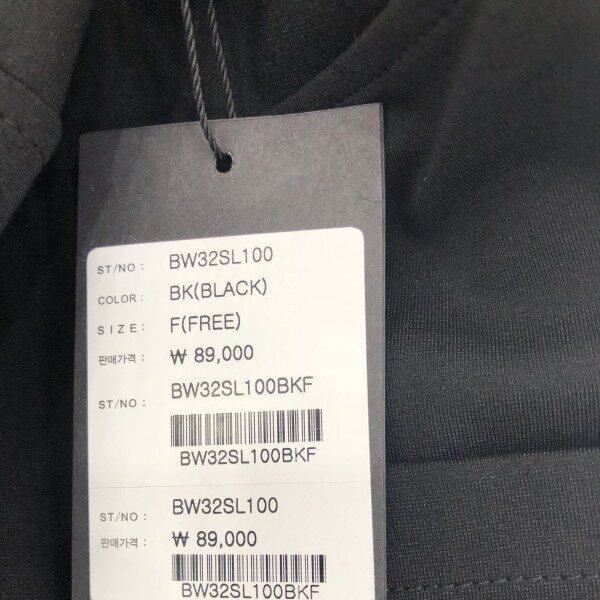 ST/NO: BW32SL100
COLOR: BK(BLACK)
SIZE: F(FREE)
판매가격: ₩ 89,000
ST/NO: BW32SL100BKF
BW32SL100BKF
ST/NO: BW32SL100
판매가격: ₩ 89,000
BW32SL100BKF